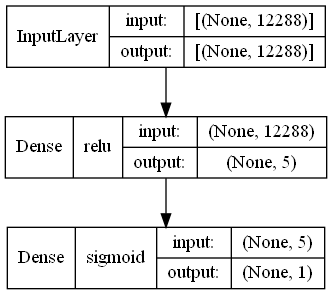 InputLayer input: [(None, 12288)]
output: [(None, 12288)]
Dense relu input: (None, 12288)
output: (None, 5)
Dense sigmoid input: (None, 5)
output: (None, 1)